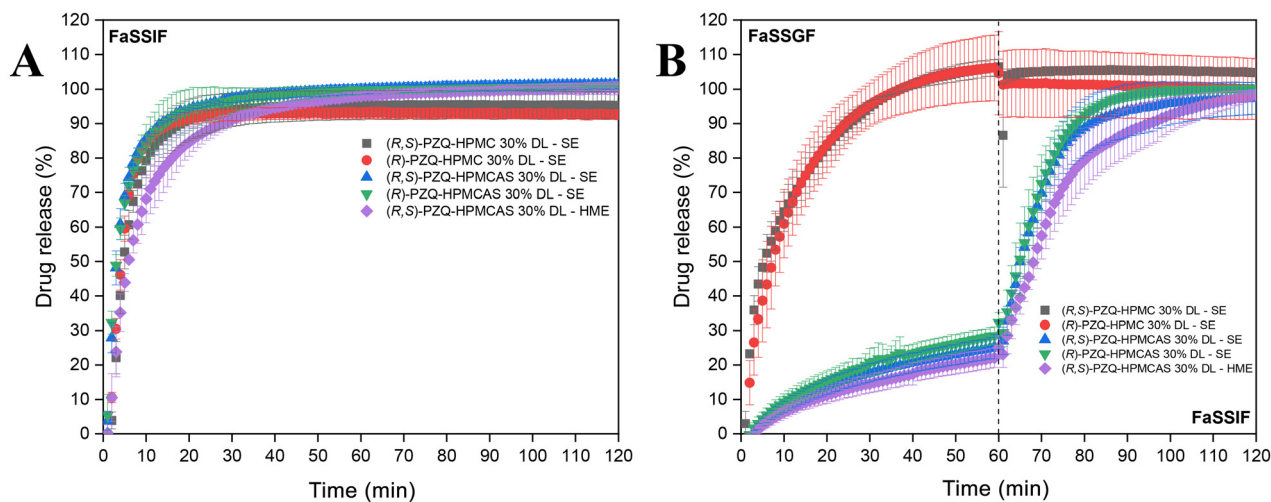 A
FaSSIF
Drug release (%)
120
110
100
90
80
70
60
50
40
30
20
10
0
(R,S)-PZQ-HPMC 30% DL - SE
(R)-PZQ-HPMC 30% DL - SE
(R,S)-PZQ-HPMCAS 30% DL - SE
(R)-PZQ-HPMCAS 30% DL - SE
(R,S)-PZQ-HPMCAS 30% DL - HME
0 10 20 30 40 50 60 70 80 90 100 110 120
Time (min)
B
FaSSGF
Drug release (%)
120
110
100
90
80
70
60
50
40
30
20
10
0
(R,S)-PZQ-HPMC 30% DL - SE
(R)-PZQ-HPMC 30% DL - SE
(R,S)-PZQ-HPMCAS 30% DL - SE
(R)-PZQ-HPMCAS 30% DL - SE
(R,S)-PZQ-HPMCAS 30% DL - HME
FaSSIF
0 10 20 30 40 50 60 70 80 90 100 110 120
Time (min)